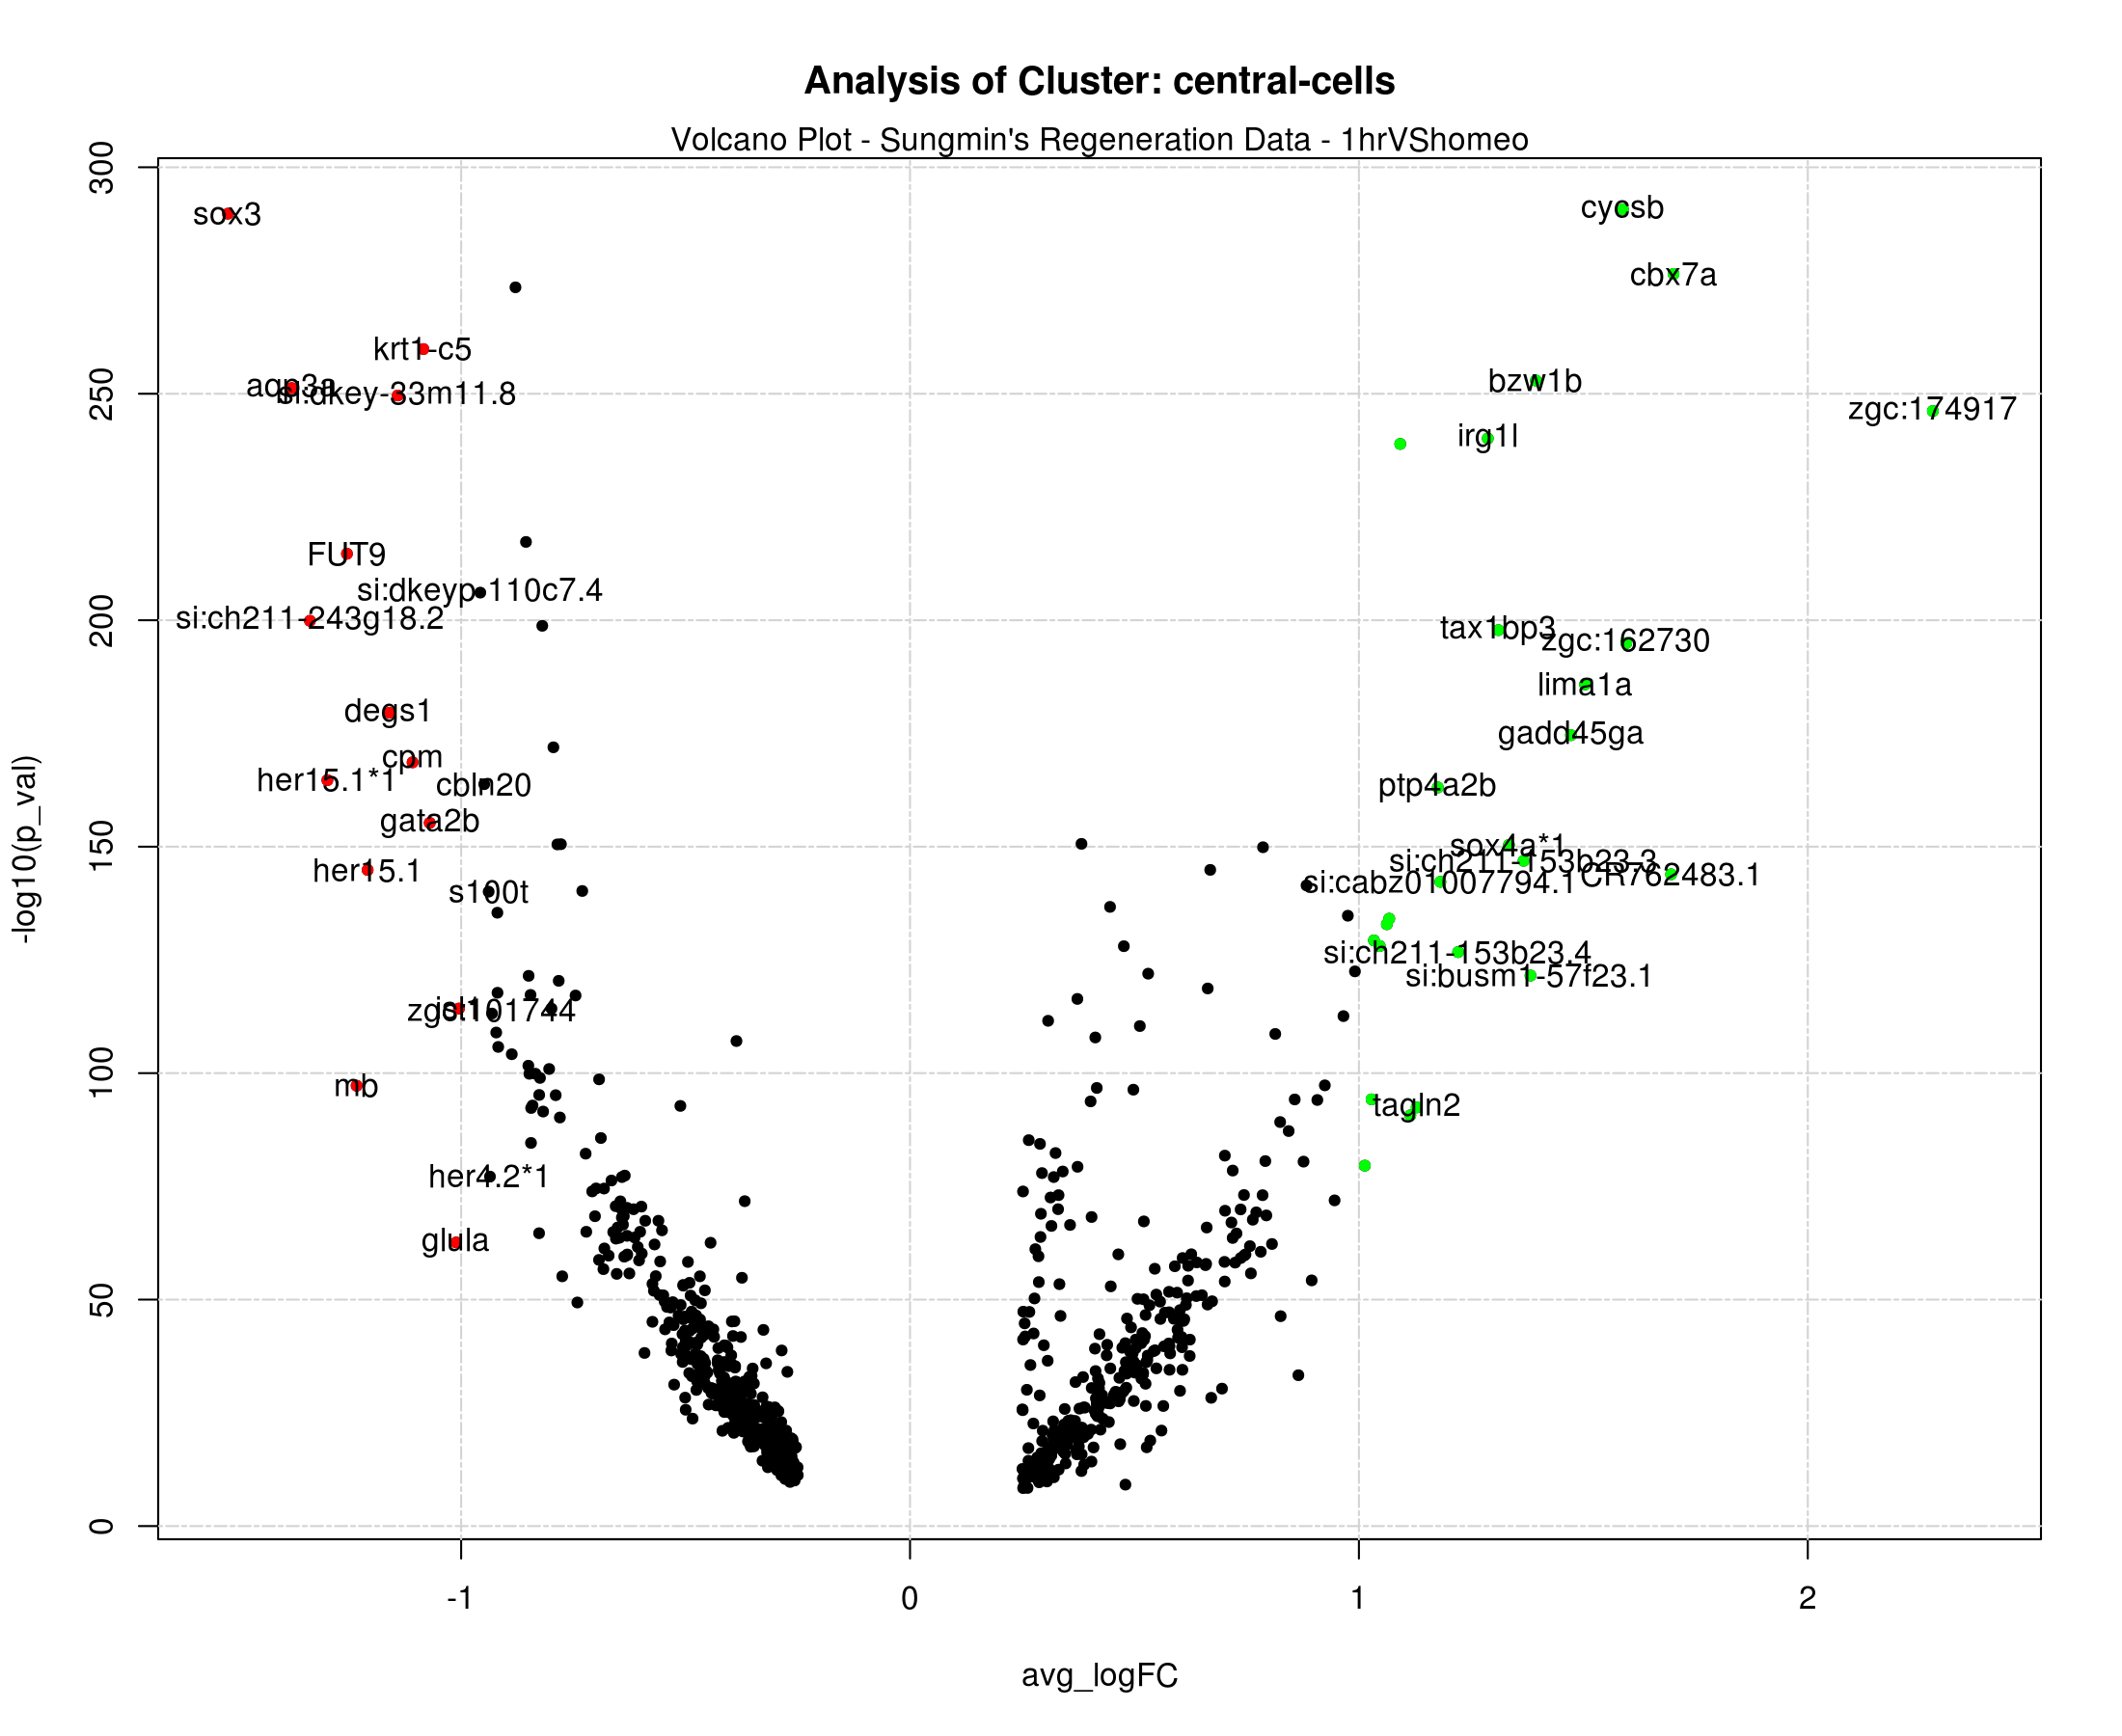 Analysis of Cluster: central-cells
Volcano Plot - Sungmin's Regeneration Data - 1hrVShomeo
-log10(p_val)
300
250
200
150
100
50
0
sox3
cycsb
cbx7a
krt1-c5
aqp3a
si:dkey-33m11.8
bzw1b
zgc:174917
irg1l
FUT9
si:dkeyp-110c7.4
si:ch211-243g18.2
tax1bp3
zgc:162730
lima1a
degs1
gadd45ga
cpm
her15.1*1
cbln20
ptp4a2b
gata2b
sox4a*1
si:ch211-153b23.3
her15.1
CR762483.1
si:cabz01007794.1
s100t
si:ch211-153b23.4
si:busm1-57f23.1
isl1
zgc:101744
mb
tagln2
her4.2*1
glula
-1
0
1
2
avg_logFC